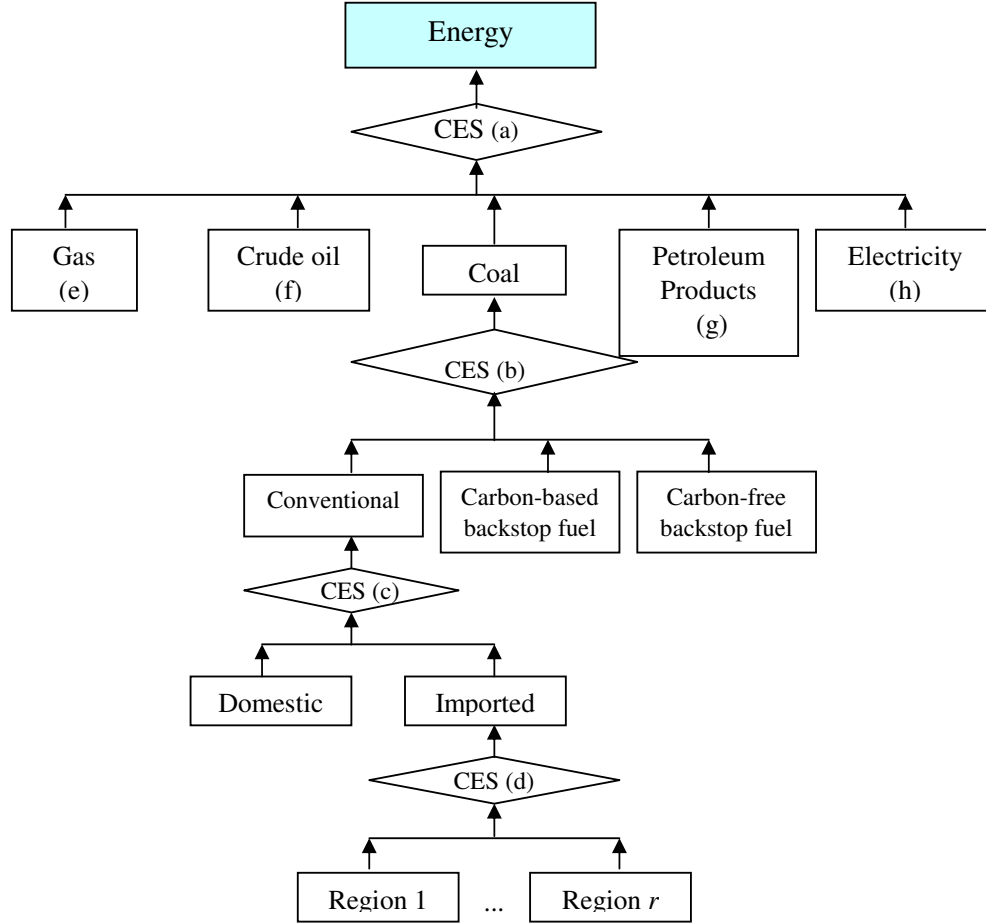 Energy
CES (a)
Gas
(e)
Crude oil
(f)
Coal
Petroleum
Products
(g)
Electricity
(h)
CES (b)
Conventional
Carbon-based
backstop fuel
Carbon-free
backstop fuel
CES (c)
Domestic
Imported
CES (d)
Region 1
...
Region r